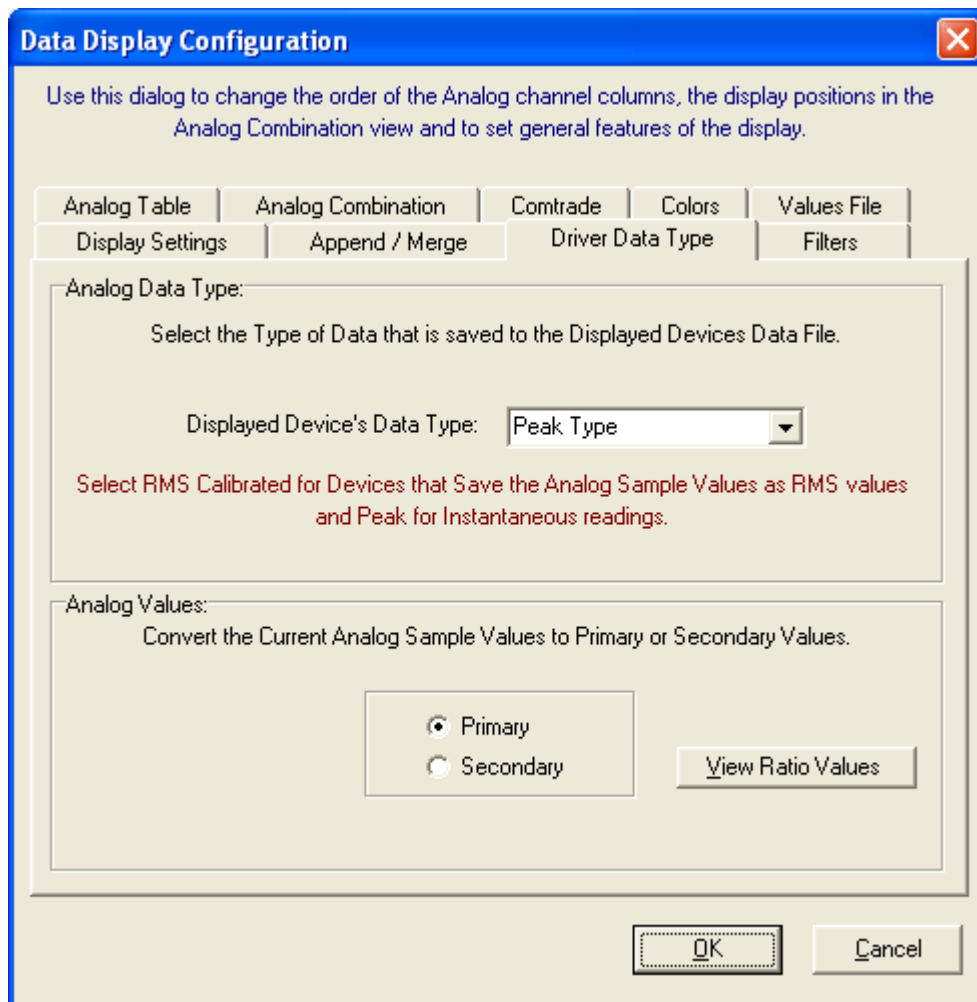 Data Display Configuration
Use this dialog to change the order of the Analog channel columns, the display positions in the
Analog Combination view and to set general features of the display.
Analog Table
Analog Combination
Comtrade
Colors
Values File
Display Settings
Append / Merge
Driver Data Type
Filters
Analog Data Type:
Select the Type of Data that is saved to the Displayed Devices Data File.
Displayed Device's Data Type:
Peak Type
Select RMS Calibrated for Devices that Save the Analog Sample Values as RMS values
and Peak for Instantaneous readings.
Analog Values:
Convert the Current Analog Sample Values to Primary or Secondary Values.
Primary
Secondary
View Ratio Values
OK
Cancel